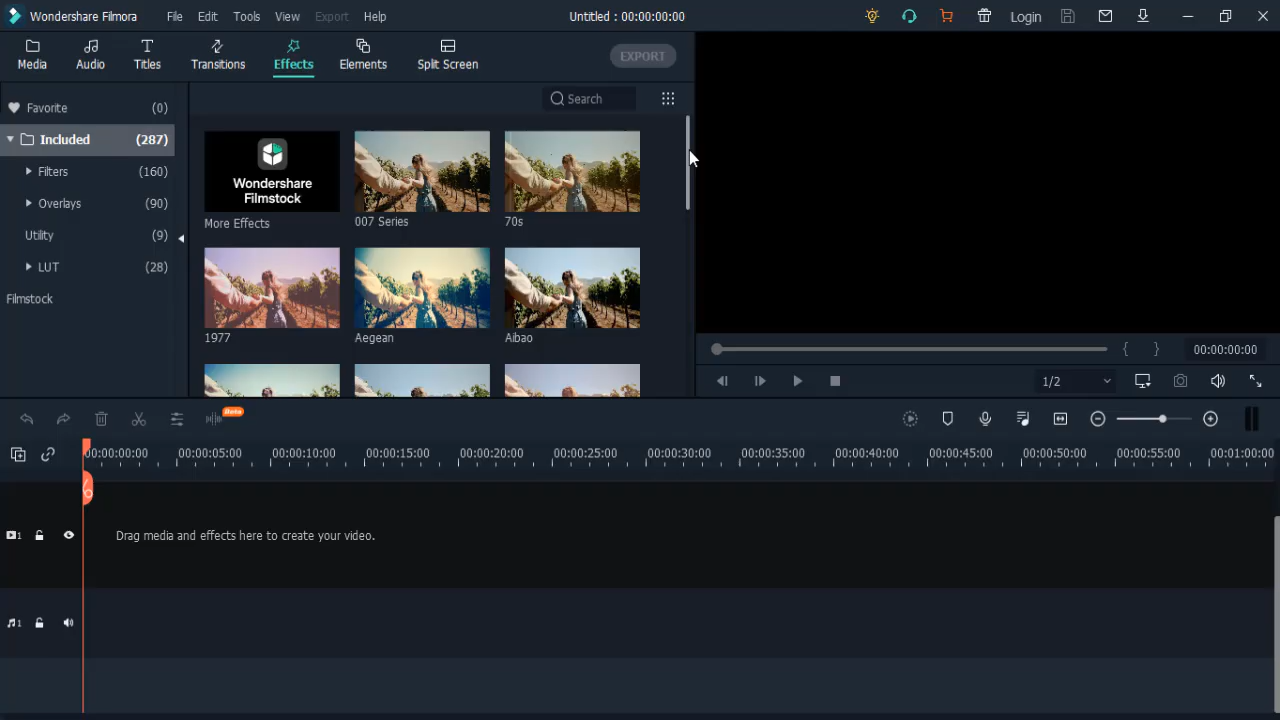 Wondershare Filmora File Edit Tools View Export Help Untitled : 00:00:00:00 Login
Media Audio Titles Transitions Effects Elements Split Screen EXPORT
Search
Favorite (0)
Included (287)
Filters (160)
Overlays (90)
Utility (9)
LUT (28)
Filmstock
Wondershare
Filmstock
More Effects 007 Series 70s
1977 Aegean Aibao
{ } 00:00:00:00
1/2
Beta
00:00:00:00 00:00:05:00 00:00:10:00 00:00:15:00 00:00:20:00 00:00:25:00 00:00:30:00 00:00:35:00 00:00:40:00 00:00:45:00 00:00:50:00 00:00:55:00 00:01:00:00
1 Drag media and effects here to create your video.
1